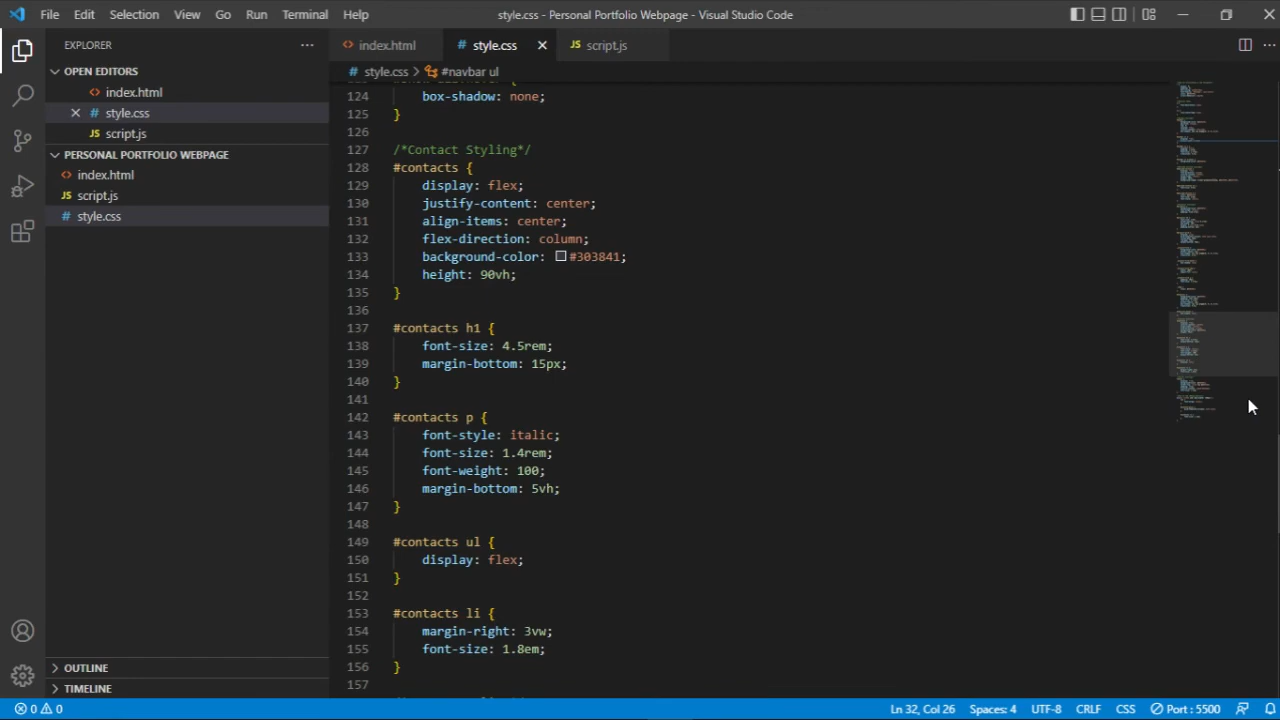 File Edit Selection View Go Run Terminal Help style.css - Personal Portfolio Webpage - Visual Studio Code
EXPLORER
OPEN EDITORS
index.html
style.css
script.js
PERSONAL PORTFOLIO WEBPAGE
index.html
script.js
style.css
OUTLINE
TIMELINE
index.html style.css script.js
style.css > #navbar ul
124 box-shadow: none;
125 }
126
127 /*Contact Styling*/
128 #contacts {
129 display: flex;
130 justify-content: center;
131 align-items: center;
132 flex-direction: column;
133 background-color: #303841;
134 height: 90vh;
135 }
136
137 #contacts h1 {
138 font-size: 4.5rem;
139 margin-bottom: 15px;
140 }
141
142 #contacts p {
143 font-style: italic;
144 font-size: 1.4rem;
145 font-weight: 100;
146 margin-bottom: 5vh;
147 }
148
149 #contacts ul {
150 display: flex;
151 }
152
153 #contacts li {
154 margin-right: 3vw;
155 font-size: 1.8em;
156 }
157
0 0 Ln 32, Col 26 Spaces: 4 UTF-8 CRLF CSS Port : 5500